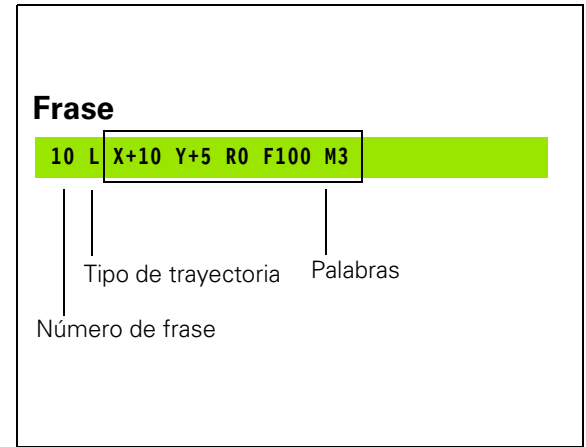 Frase
10 L X+10 Y+5 R0 F100 M3
Tipo de trayectoria Palabras
Número de frase